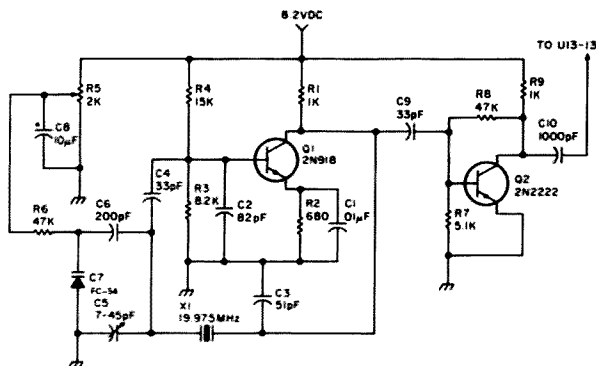 8.2VDC
TO U13-13
R5
2K
R4
15K
R1
1K
C9
33pF
R8
47K
R9
1K
C10
1000pF
C8
10µF
+
Q1
2N918
C4
33pF
R3
8.2K
C2
82pF
R2
680
C1
.01µF
Q2
2N2222
R7
5.1K
R6
47K
C6
200pF
C7
FC-54
C5
7-45pF
X1
19.975MHz
C3
51pF